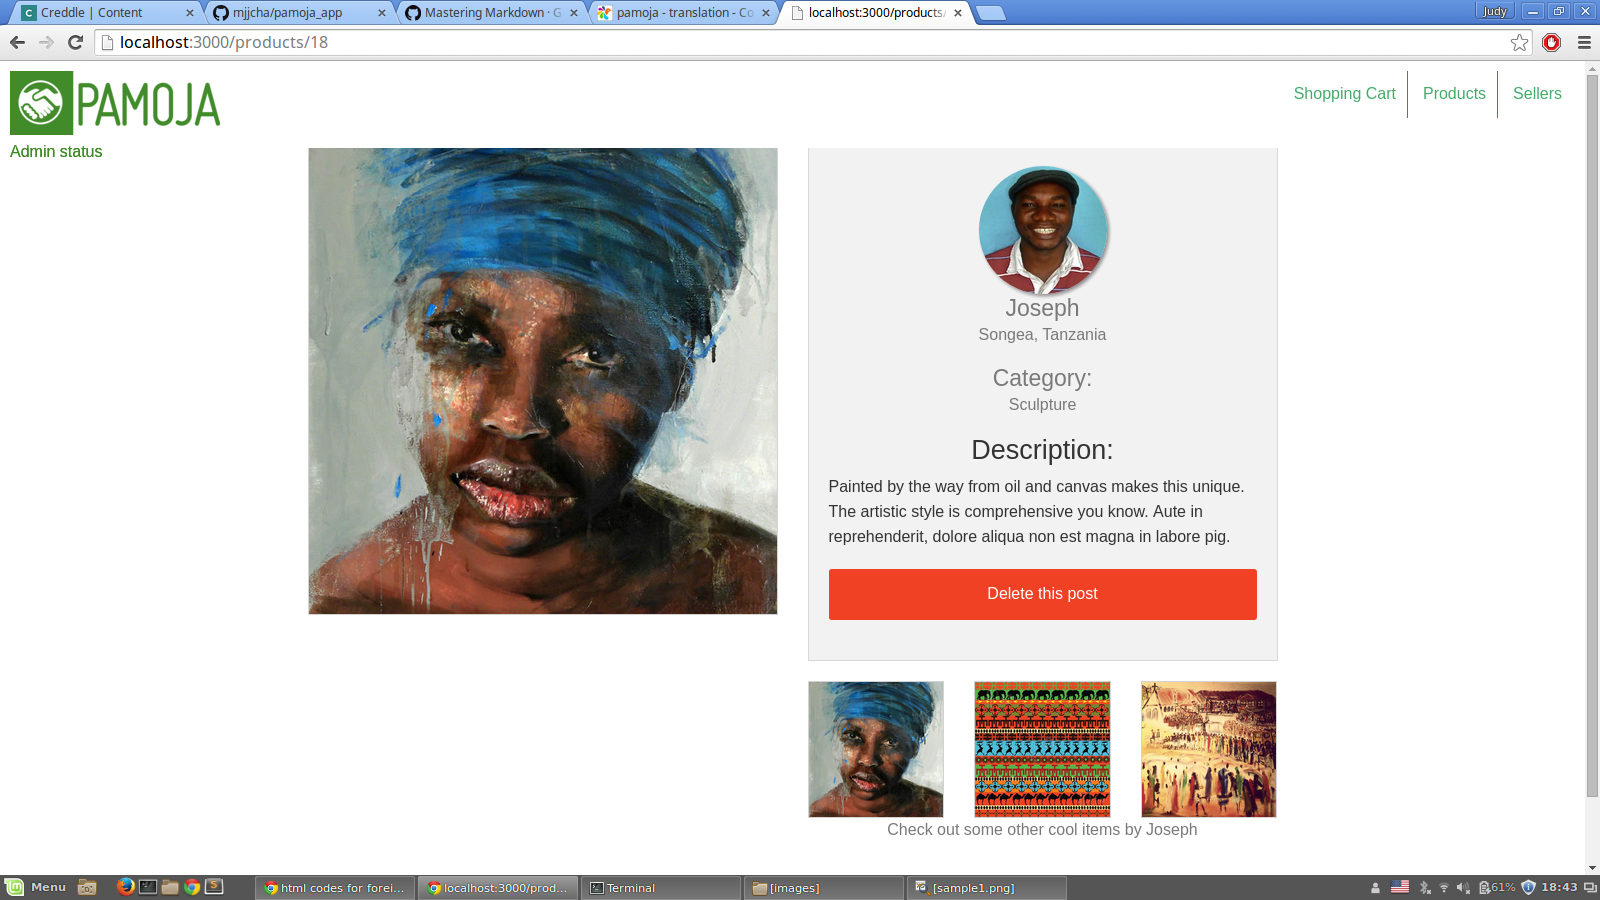 Creddle | Content
mjjcha/pamoja_app
Mastering Markdown · G
pamoja - translation - Co
localhost:3000/products/
Judy
localhost:3000/products/18
PAMOJA
Shopping Cart
Products
Sellers
Admin status
Joseph
Songea, Tanzania
Category:
Sculpture
Description:
Painted by the way from oil and canvas makes this unique.
The artistic style is comprehensive you know. Aute in
reprehenderit, dolore aliqua non est magna in labore pig.
Delete this post
Check out some other cool items by Joseph
Menu
html codes for forei...
localhost:3000/prod...
Terminal
[images]
[sample1.png]
61%
18:43